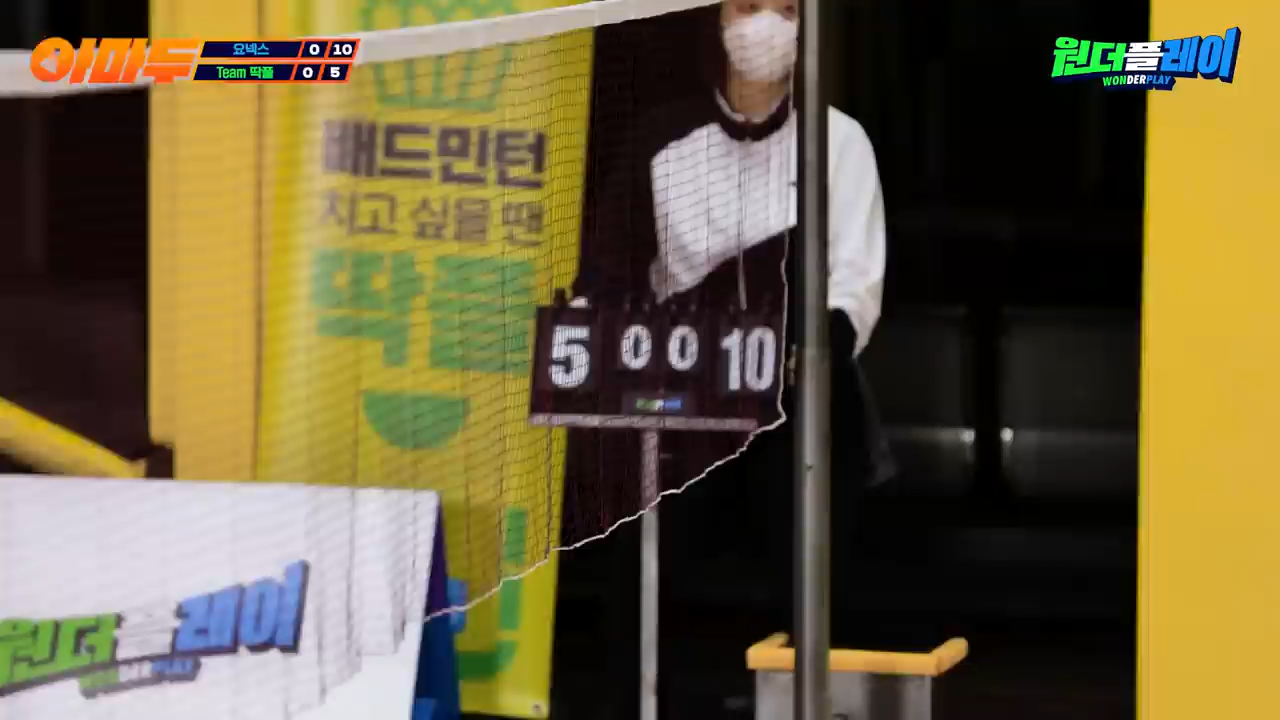 아마두
요넥스 0 10
Team 딱플 0 5
원더플레이
WONDERPLAY
배드민턴
치고 싶을 땐
딱플
5 0 0 10
원더플레이